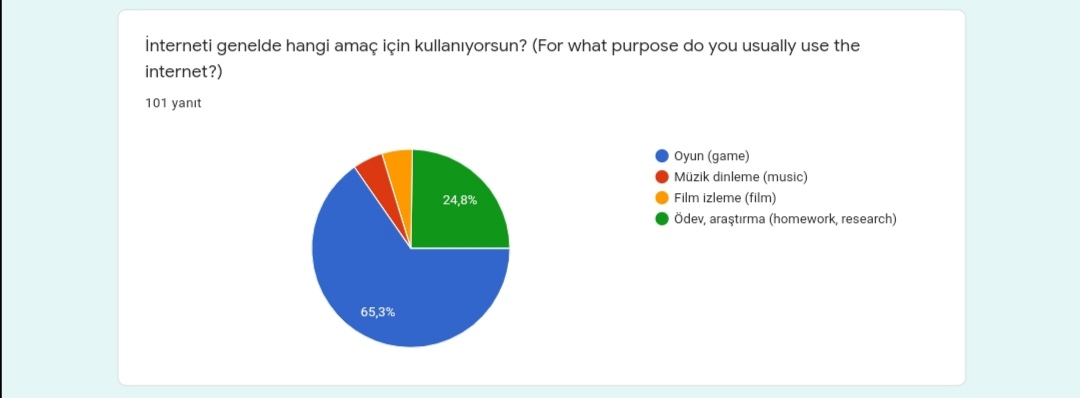 İnterneti genelde hangi amaç için kullanıyorsun? (For what purpose do you usually use the
internet?)
101 yanıt
24,8%
65,3%
Oyun (game)
Müzik dinleme (music)
Film izleme (film)
Ödev, araştırma (homework, research)